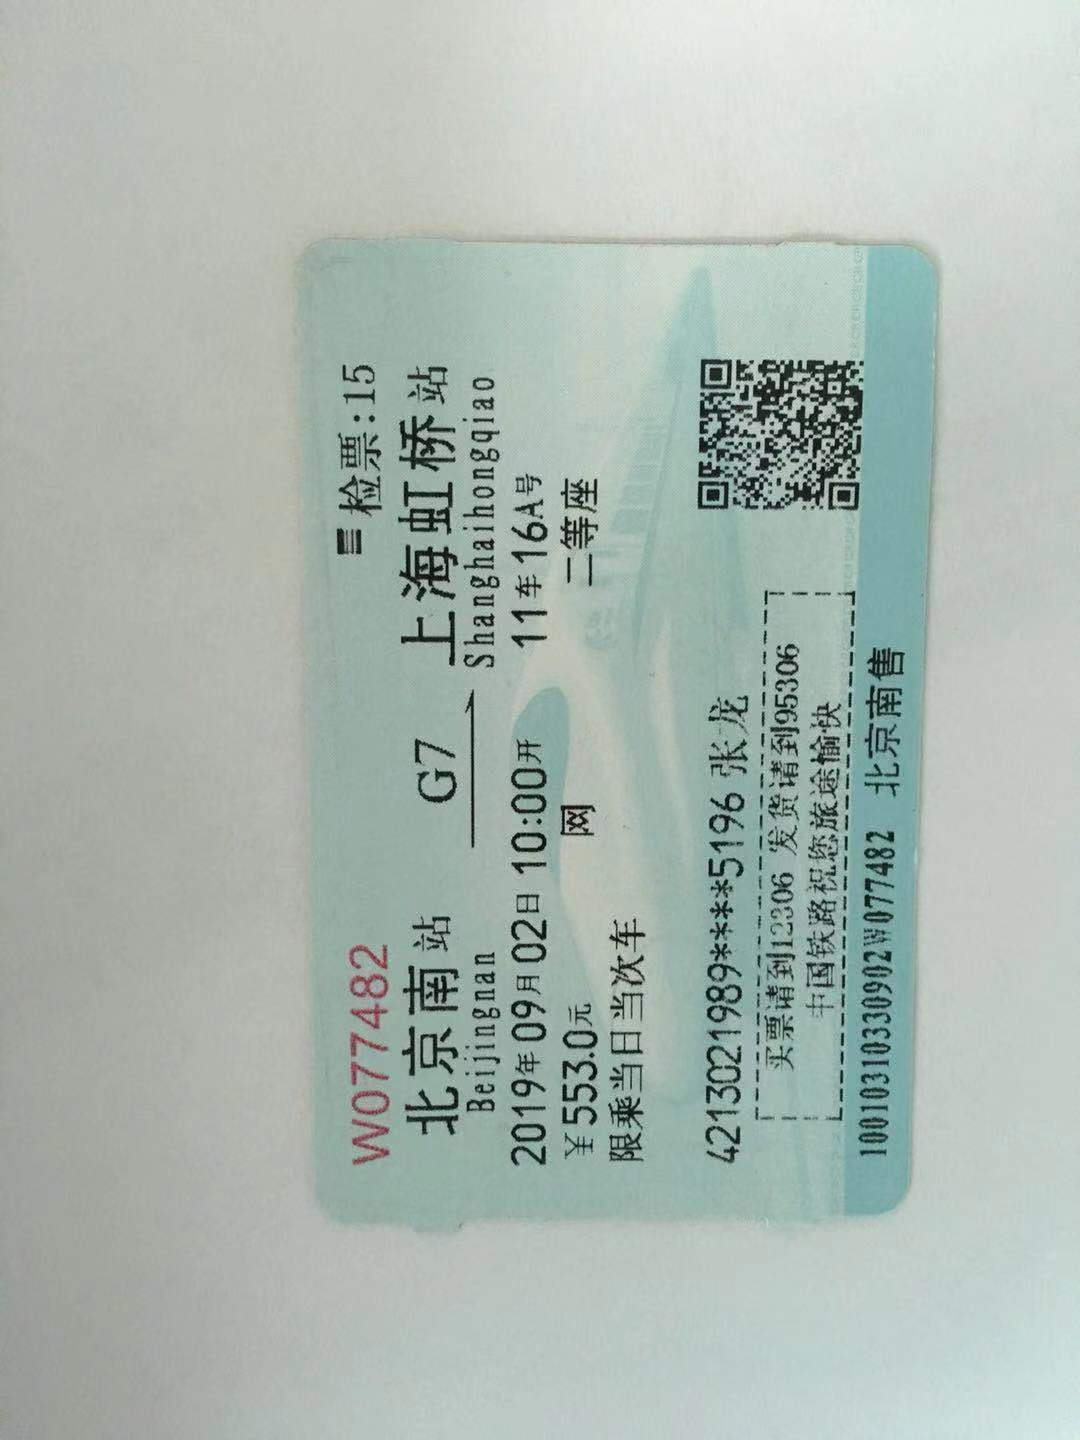 W077482 检票:15
北京南站 G7 上海虹桥站
Beijingnan Shanghaihongqiao
2019年09月02日 10:00开 11车16A号
￥553.0元 网 二等座
限乘当日当次车
4213021989****5196 张龙
买票请到12306 发货请到95306
中国铁路祝您旅途愉快
10010310330902W077482 北京南售